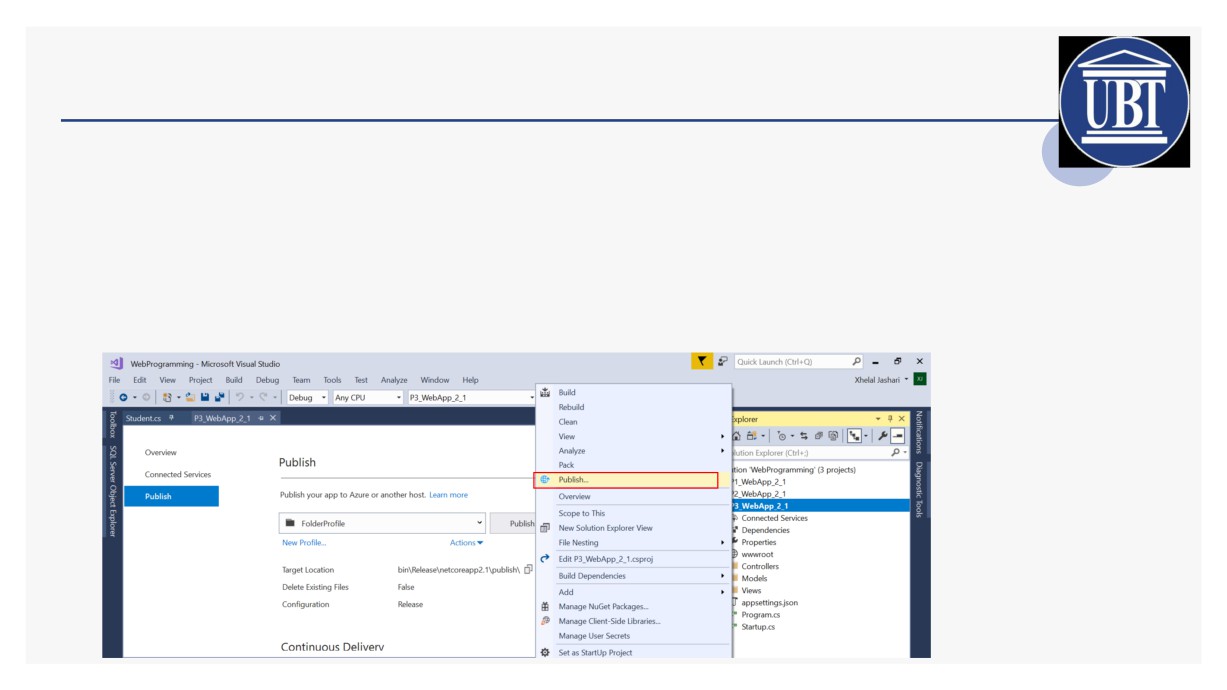 UBT
WebProgramming - Microsoft Visual Studio
Quick Launch (Ctrl+Q)
File Edit View Project Build Debug Team Tools Test Analyze Window Help
Xhelal Jashari
XJ
Debug Any CPU P3_WebApp_2_1
Toolbox
SQL Server Object Explorer
Student.cs P3_WebApp_2_1
Overview
Connected Services
Publish
Publish
Publish your app to Azure or another host. Learn more
FolderProfile
Publish
New Profile...
Actions
Target Location bin\Release\netcoreapp2.1\publish\
Delete Existing Files False
Configuration Release
Continuous Delivery
Build
Rebuild
Clean
View
Analyze
Pack
Publish...
Overview
Scope to This
New Solution Explorer View
File Nesting
Edit P3_WebApp_2_1.csproj
Build Dependencies
Add
Manage NuGet Packages...
Manage Client-Side Libraries...
Manage User Secrets
Set as StartUp Project
xplorer
lution Explorer (Ctrl+;)
tion 'WebProgramming' (3 projects)
1_WebApp_2_1
2_WebApp_2_1
3_WebApp_2_1
Connected Services
Dependencies
Properties
wwwroot
Controllers
Models
Views
appsettings.json
Program.cs
Startup.cs
Notifications
Diagnostic Tools